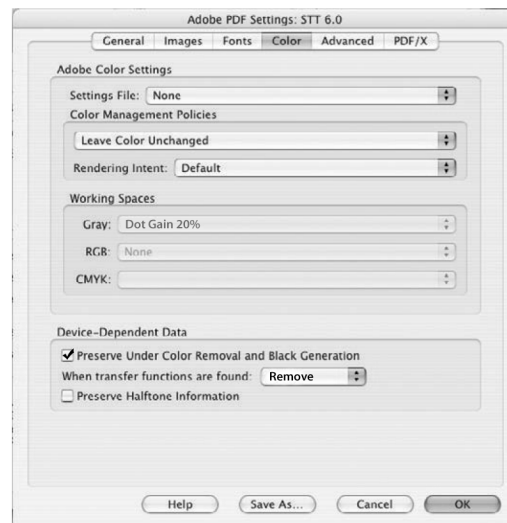 Adobe PDF Settings: STT 6.0
General Images Fonts Color Advanced PDF/X
Adobe Color Settings
Settings File: None
Color Management Policies
Leave Color Unchanged
Rendering Intent: Default
Working Spaces
Gray: Dot Gain 20%
RGB: None
CMYK:
Device-Dependent Data
Preserve Under Color Removal and Black Generation
When transfer functions are found: Remove
Preserve Halftone Information
Help Save As... Cancel OK